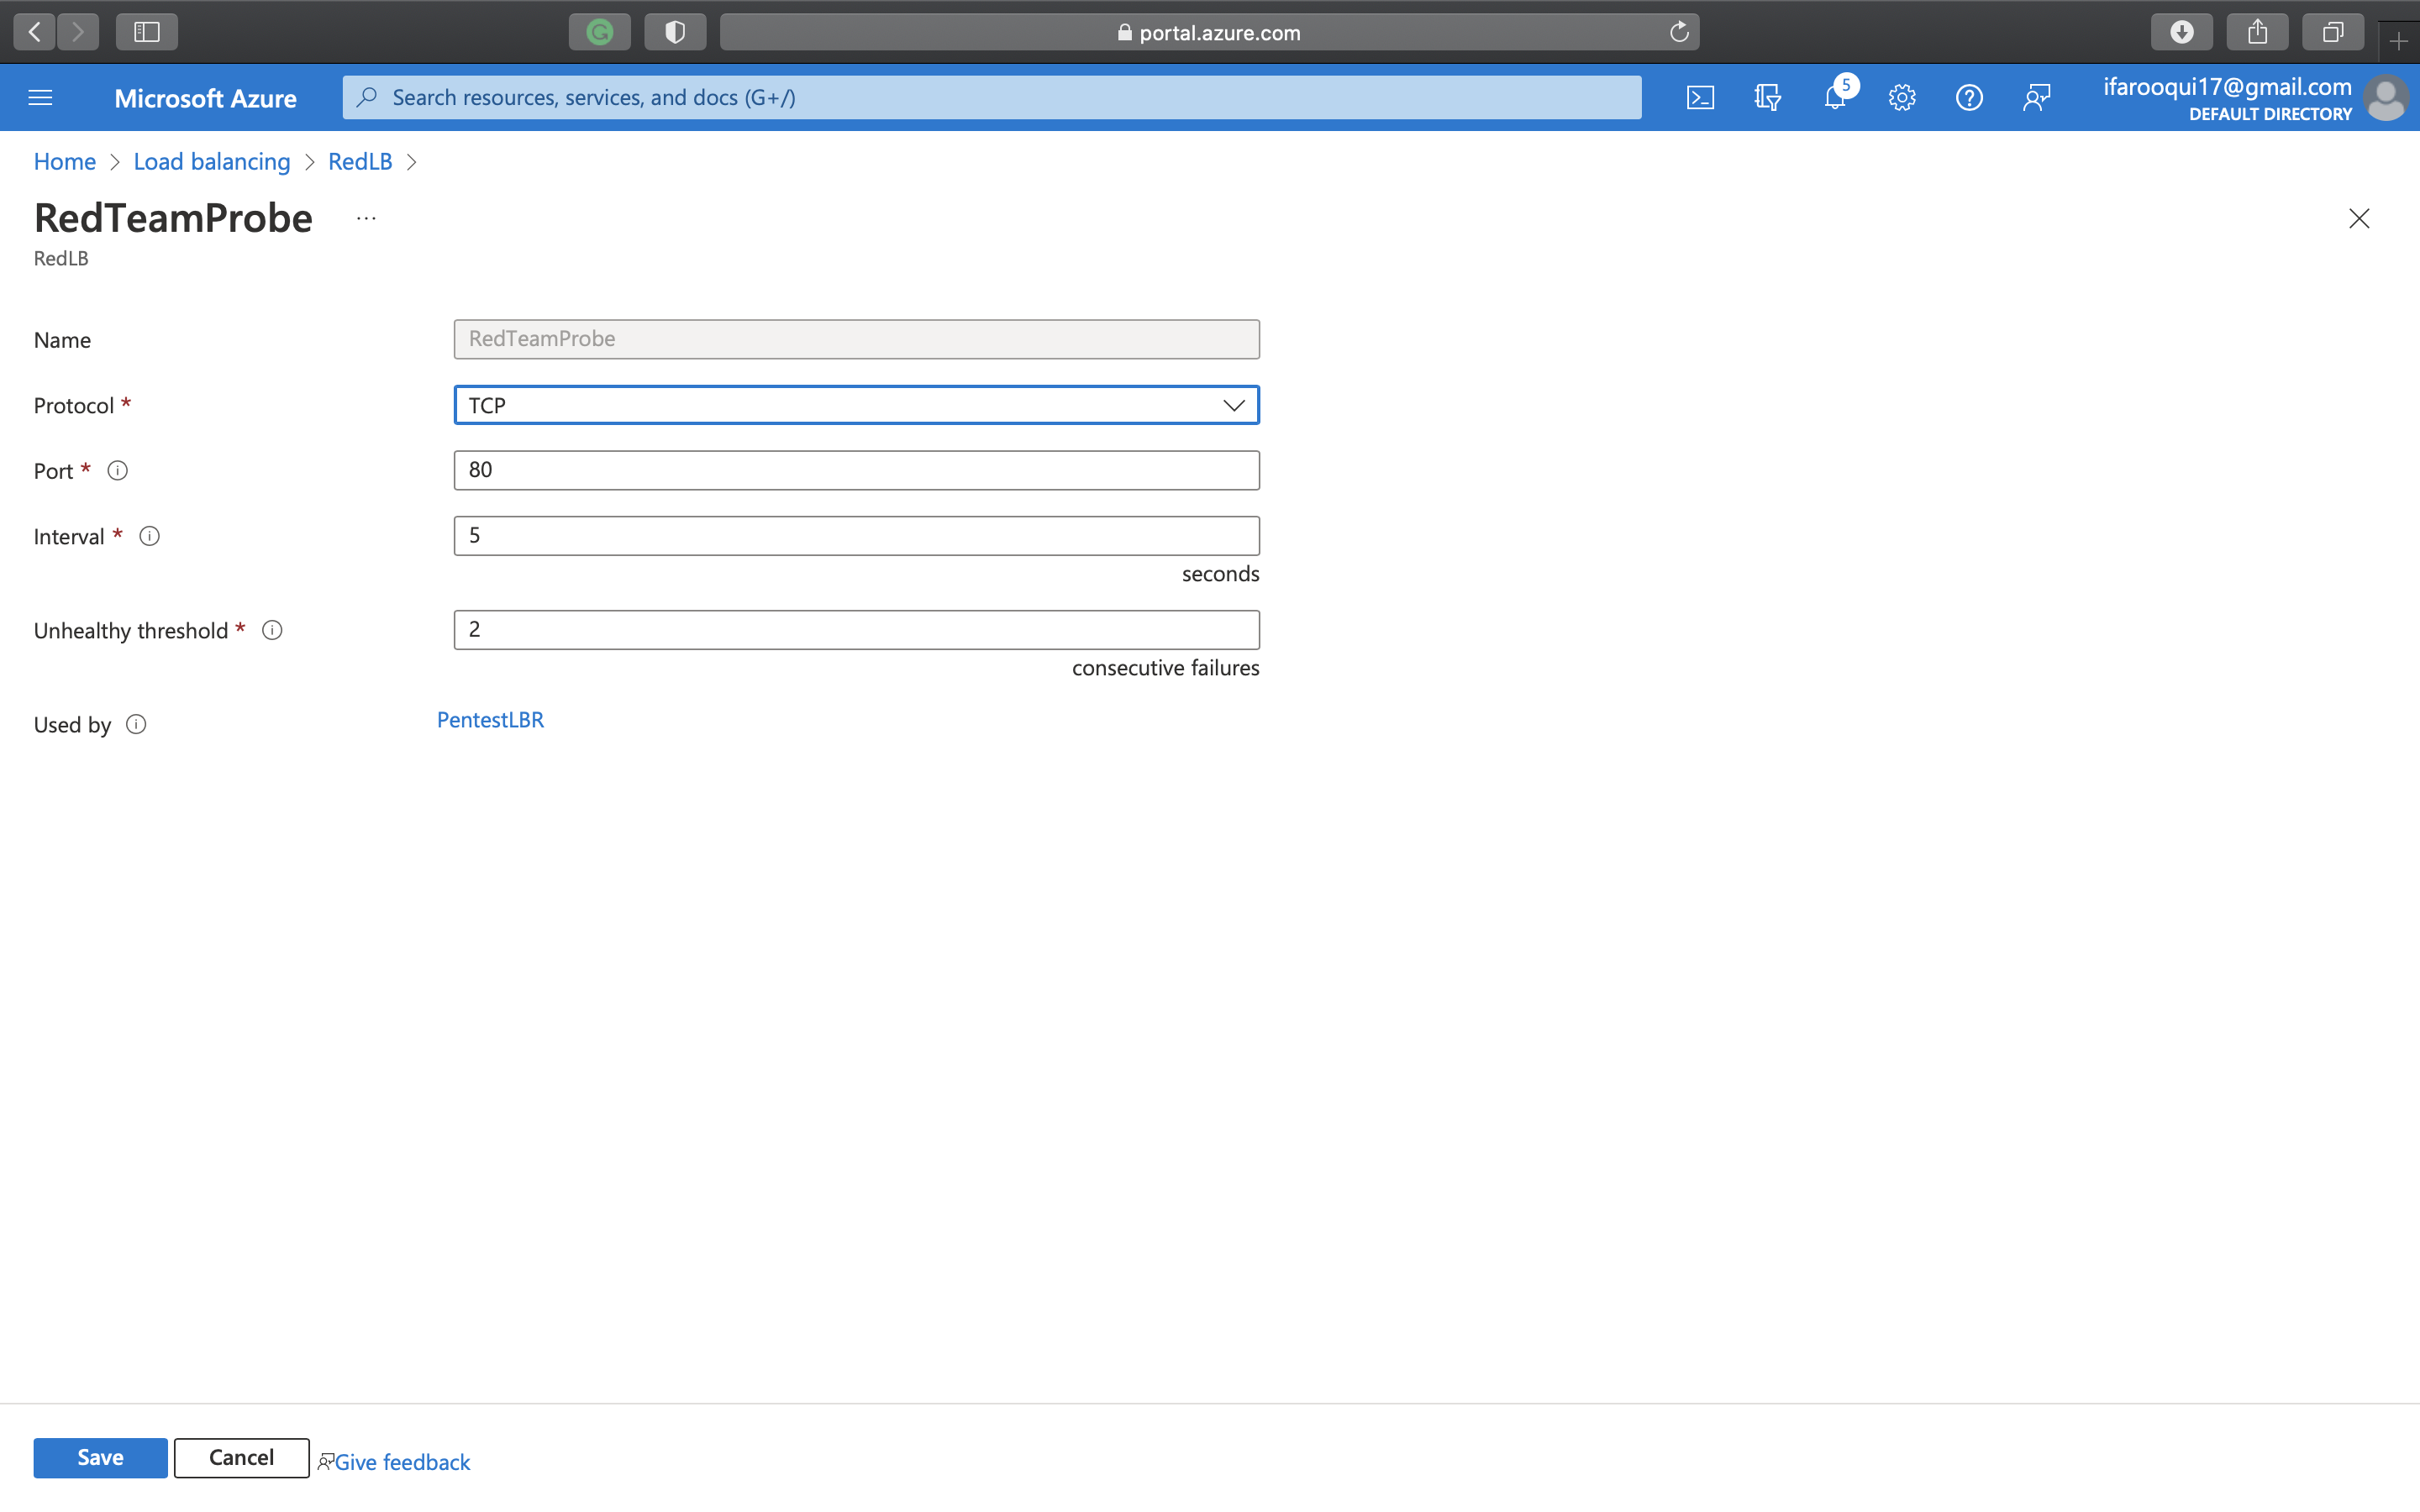 portal.azure.com
Microsoft Azure
Search resources, services, and docs (G+/)
5
ifarooqui17@gmail.com
DEFAULT DIRECTORY
Home > Load balancing > RedLB >
RedTeamProbe ...
RedLB
Name
RedTeamProbe
Protocol *
TCP
Port *
80
Interval *
5
seconds
Unhealthy threshold *
2
consecutive failures
Used by
PentestLBR
Save
Cancel
Give feedback